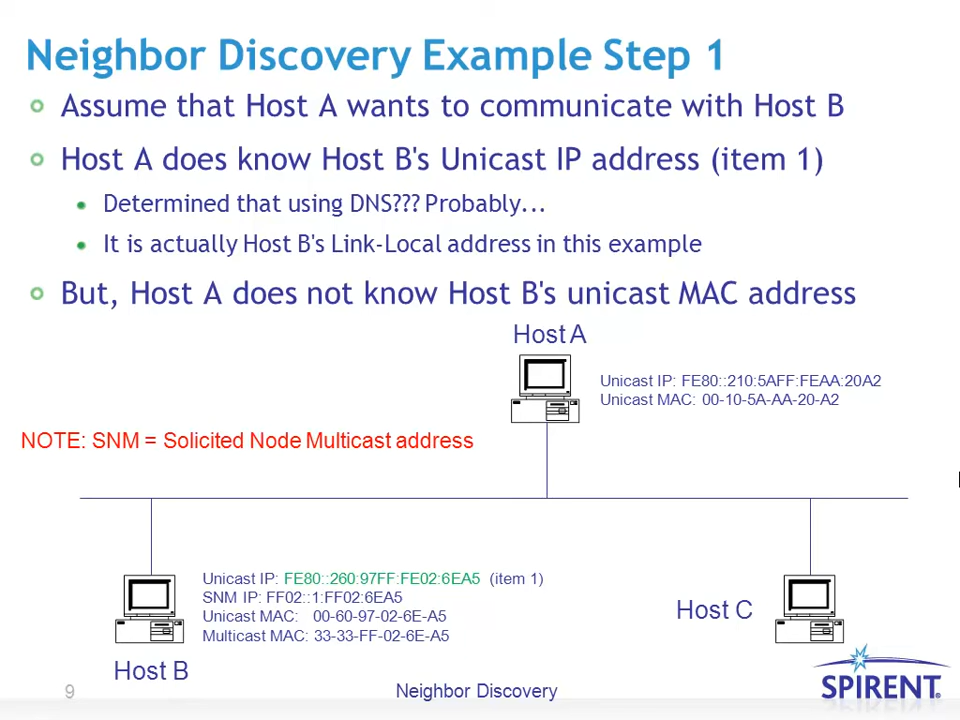 Neighbor Discovery Example Step 1
Assume that Host A wants to communicate with Host B
Host A does know Host B's Unicast IP address (item 1)
Determined that using DNS??? Probably...
It is actually Host B's Link-Local address in this example
But, Host A does not know Host B's unicast MAC address
Host A
Unicast IP: FE80::210:5AFF:FEAA:20A2
Unicast MAC: 00-10-5A-AA-20-A2
NOTE: SNM = Solicited Node Multicast address
Unicast IP: FE80::260:97FF:FE02:6EA5 (item 1)
SNM IP: FF02::1:FF02:6EA5
Unicast MAC: 00-60-97-02-6E-A5
Multicast MAC: 33-33-FF-02-6E-A5
Host B
Host C
9
Neighbor Discovery
SPIRENT